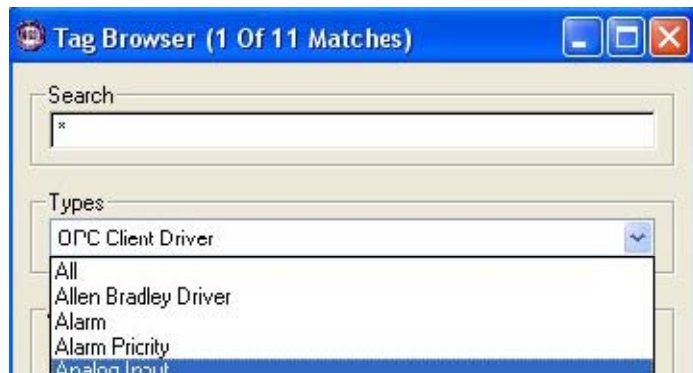 Tag Browser (1 Of 11 Matches)
Search
*
Types
OPC Client Driver
All
Allen Bradley Driver
Alarm
Alarm Priority
Analog Input